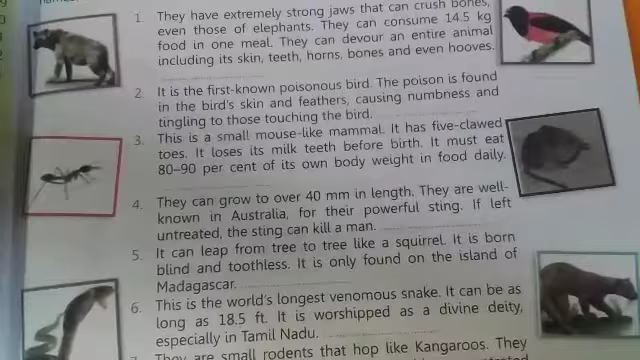 1. They have extremely strong jaws that can crush bones,
even those of elephants. They can consume 14.5 kg
food in one meal. They can devour an entire animal
including its skin, teeth, horns, bones and even hooves.
2. It is the first-known poisonous bird. The poison is found
in the bird's skin and feathers, causing numbness and
tingling to those touching the bird.
3. This is a small mouse-like mammal. It has five-clawed
toes. It loses its milk teeth before birth. It must eat
80–90 per cent of its own body weight in food daily.
4. They can grow to over 40 mm in length. They are well-
known in Australia, for their powerful sting. If left
untreated, the sting can kill a man.
5. It can leap from tree to tree like a squirrel. It is born
blind and toothless. It is only found on the island of
Madagascar.
6. This is the world's longest venomous snake. It can be as
long as 18.5 ft. It is worshipped as a divine deity,
especially in Tamil Nadu.
7. They are small rodents that hop like Kangaroos. They